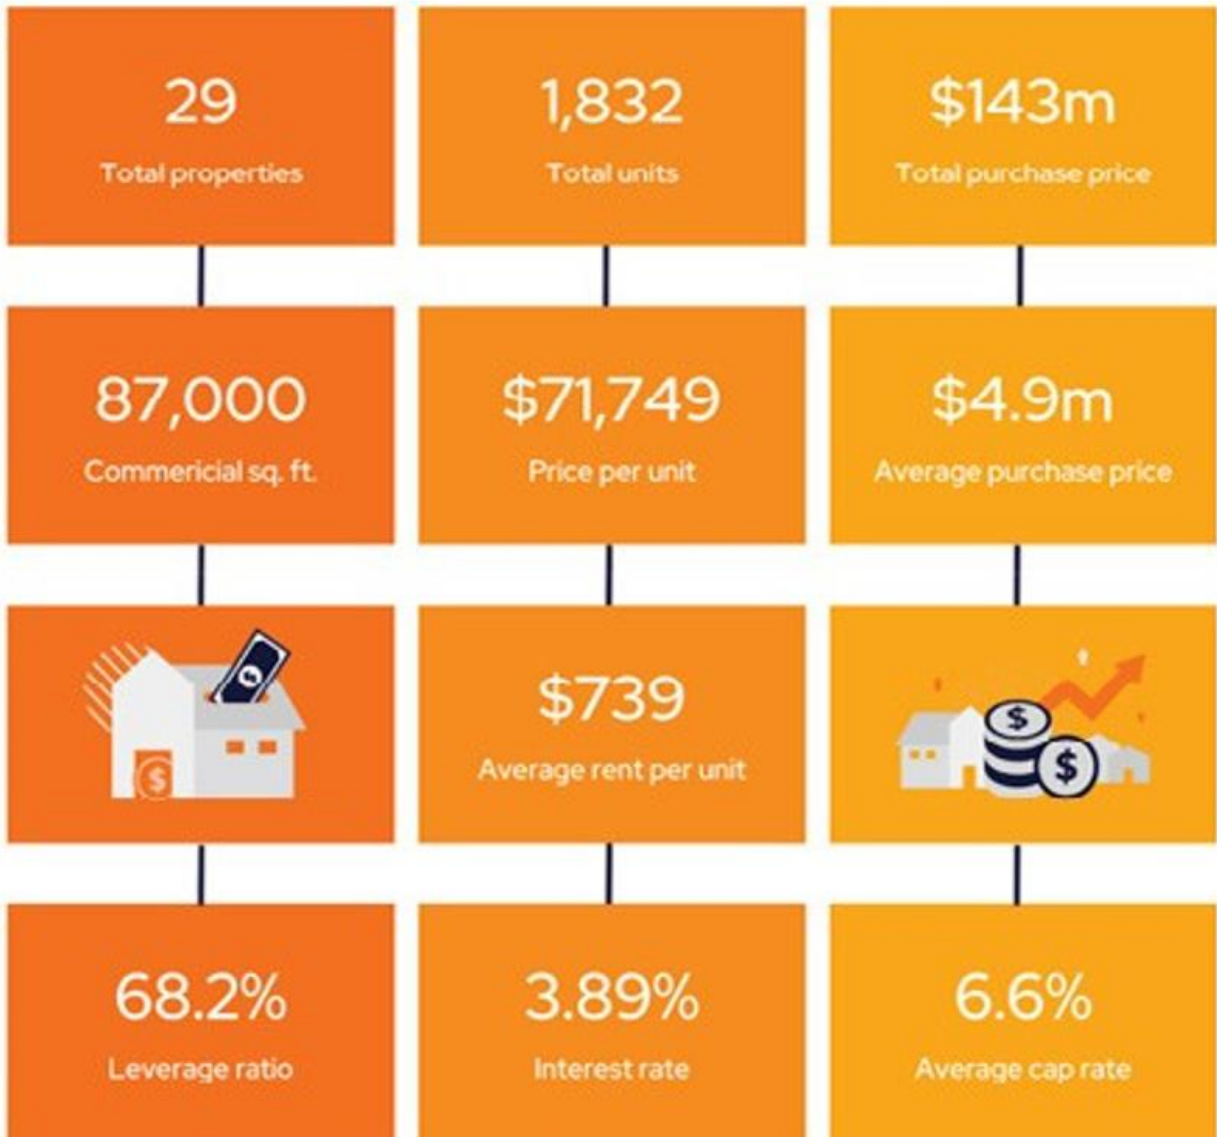 29
Total properties
1,832
Total units
$143m
Total purchase price
87,000
Commericial sq. ft.
$71,749
Price per unit
$4.9m
Average purchase price
$
$
$739
Average rent per unit
$
$
68.2%
Leverage ratio
3.89%
Interest rate
6.6%
Average cap rate